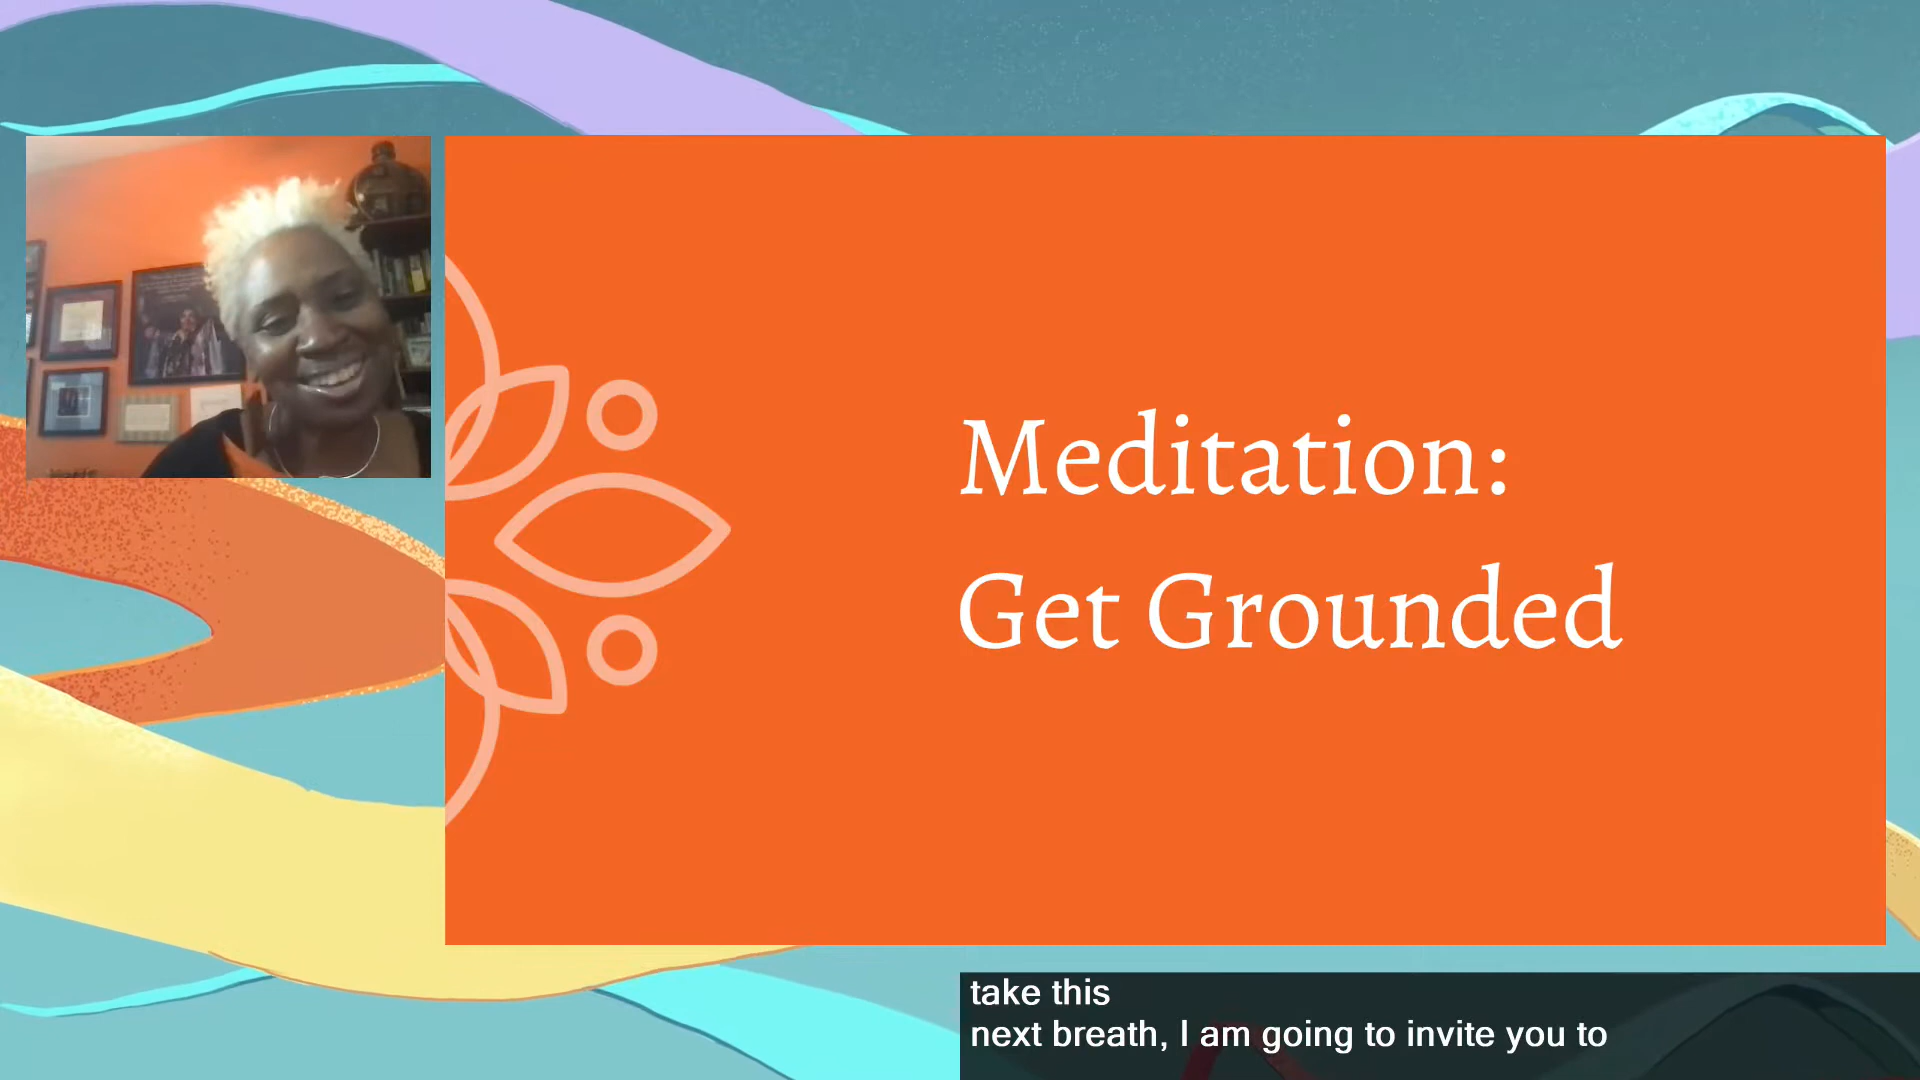 Meditation:
Get Grounded
take this
next breath, I am going to invite you to